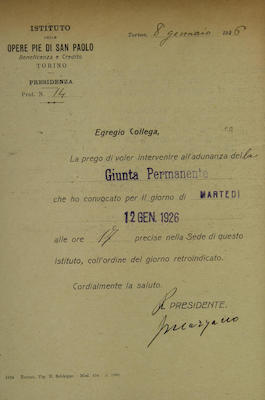 ISTITUTO
DELLE
OPERE PIE DI SAN PAOLO
Beneficenza e Credito
TORINO
PRESIDENZA
Prot. N. 14
Torino, 8 gennaio 1926
Egregio Collega,
La prego di voler intervenire all'adunanza della
Giunta Permanente
che ho convocato per il giorno di MARTEDÌ
12 GEN. 1926
alle ore 17 precise nella Sede di questo
Istituto, coll'ordine del giorno retroindicato.
Cordialmente la saluto.
IL PRESIDENTE.